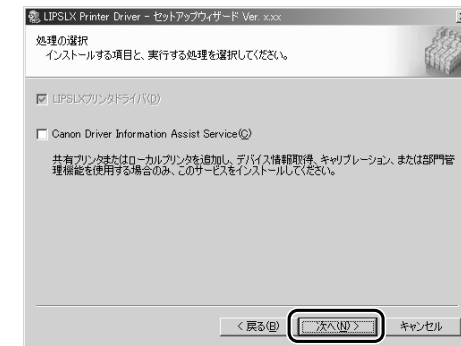 LIPSLX Printer Driver - セットアップウィザード Ver. x.xx
処理の選択
インストールする項目と、実行する処理を選択してください。
LIPSLXプリンタドライバ(D)
Canon Driver Information Assist Service(C)
共有プリンタまたはローカルプリンタを追加し、デバイス情報取得、キャリブレーション、または部門管
理機能を使用する場合のみ、このサービスをインストールしてください。
< 戻る(B) 次へ(N) > キャンセル